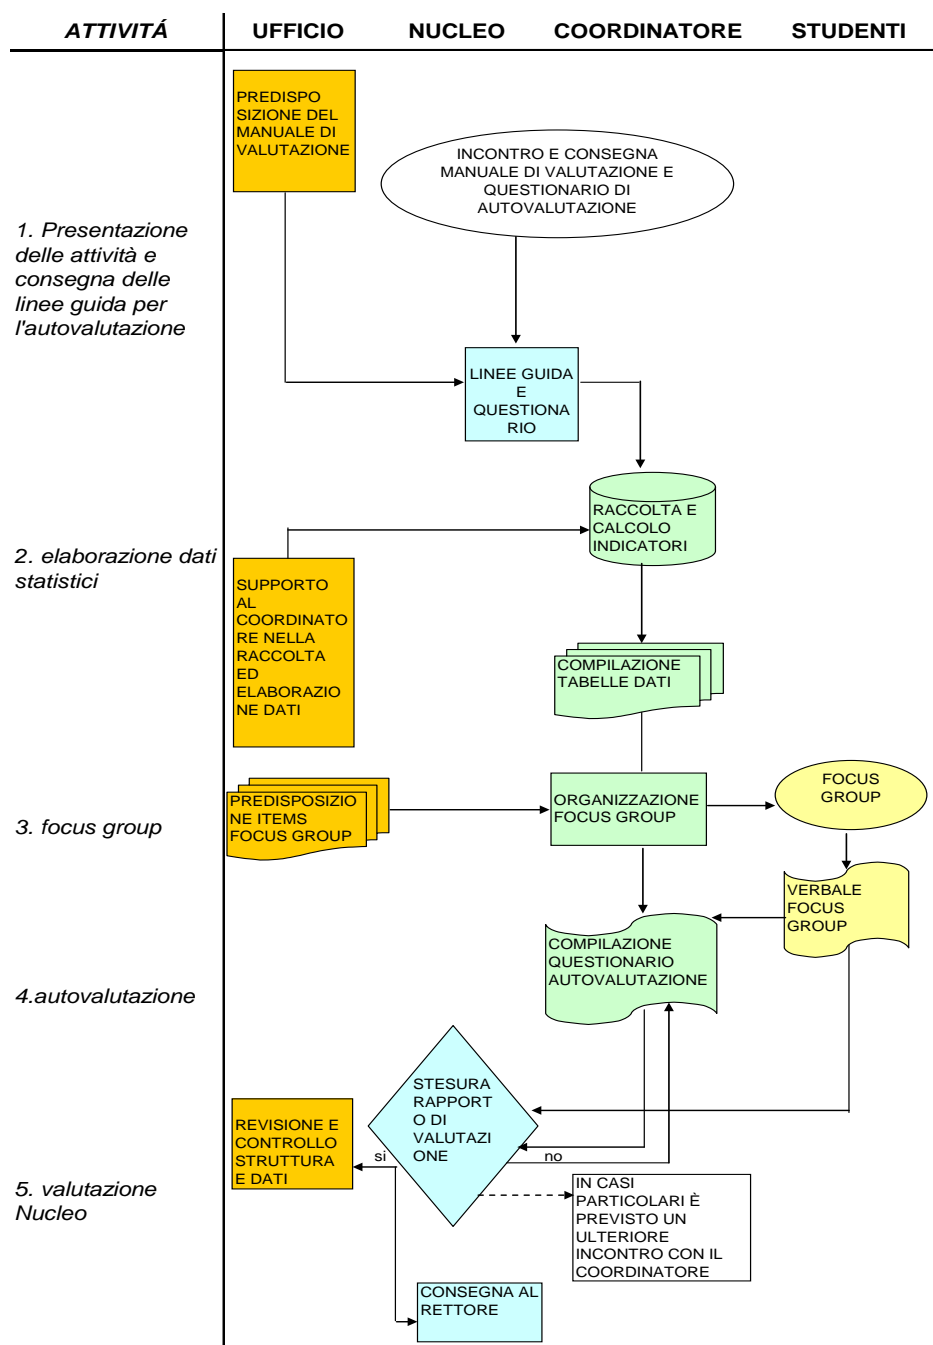 ATTIVITÁ UFFICIO NUCLEO COORDINATORE STUDENTI
PREDISPO
SIZIONE DEL
MANUALE DI
VALUTAZIONE
INCONTRO E CONSEGNA
MANUALE DI VALUTAZIONE E
QUESTIONARIO DI
AUTOVALUTAZIONE
1. Presentazione
delle attività e
consegna delle
linee guida per
l'autovalutazione
LINEE GUIDA
E
QUESTIONA
RIO
RACCOLTA E
CALCOLO
INDICATORI
2. elaborazione dati
statistici
SUPPORTO
AL
COORDINATO
RE NELLA
RACCOLTA
ED
ELABORAZIO
NE DATI
COMPILAZIONE
TABELLE DATI
3. focus group
PREDISPOSIZIO
NE ITEMS
FOCUS GROUP
ORGANIZZAZIONE
FOCUS GROUP
FOCUS
GROUP
VERBALE
FOCUS
GROUP
COMPILAZIONE
QUESTIONARIO
AUTOVALUTAZIONE
4.autovalutazione
STESURA
RAPPORT
O DI
VALUTAZI
ONE
REVISIONE E
CONTROLLO
STRUTTURA
E DATI
si
no
5. valutazione
Nucleo
IN CASI
PARTICOLARI È
PREVISTO UN
ULTERIORE
INCONTRO CON IL
COORDINATORE
CONSEGNA AL
RETTORE